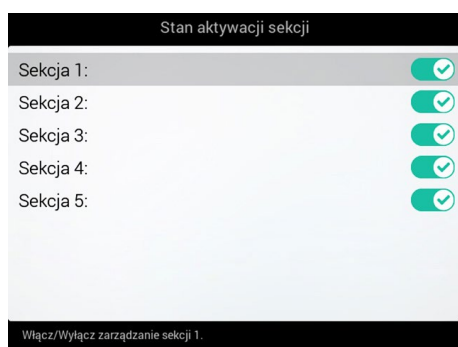 Stan aktywacji sekcji
Sekcja 1:
Sekcja 2:
Sekcja 3:
Sekcja 4:
Sekcja 5:
Włącz/Wyłącz zarządzanie sekcji 1.